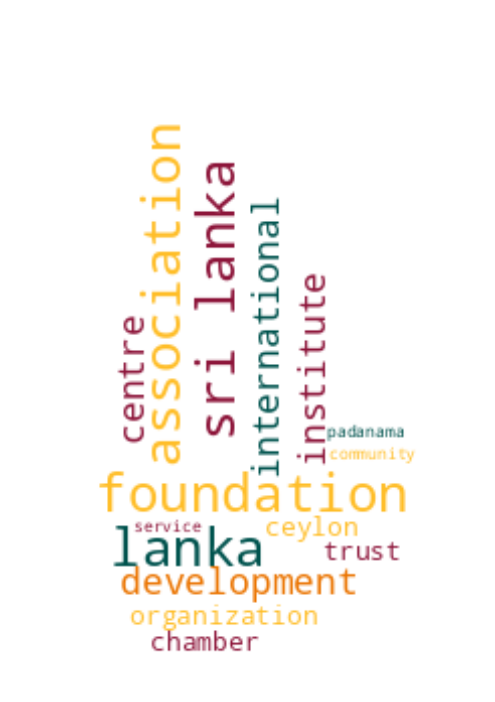 association
sri lanka
international
centre
institute
padanama
community
foundation
service
ceylon
lanka
trust
development
organization
chamber